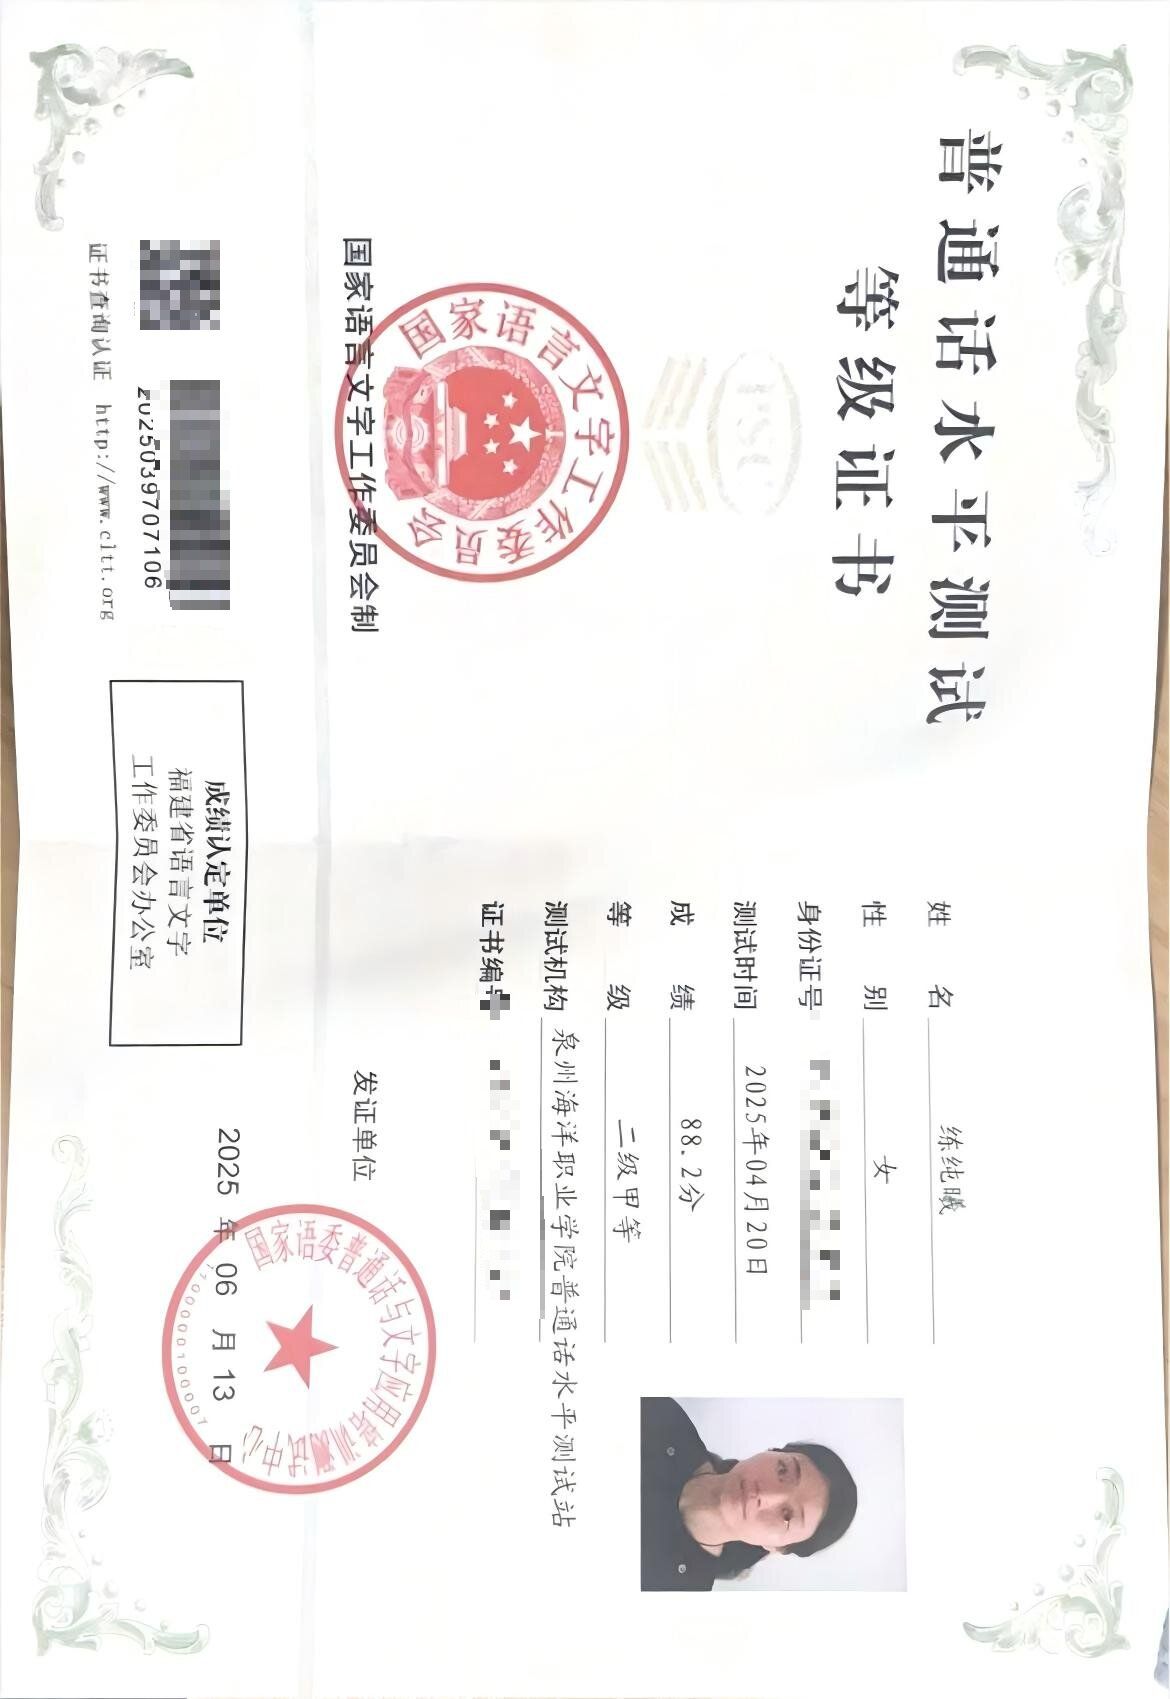 普通话水平测试
等级证书
国家语言文字工作委员会
国家语言文字工作委员会制
2025039707106
证书查询认证 http://www.cltt.org
姓 名 练纯曦
性 别 女
身份证号
测试时间 2025年04月20日
成 绩 88.2分
等 级 二级甲等
测试机构 泉州海洋职业学院普通话水平测试站
证书编号
发证单位
国家语委普通话与文字应用培训测试中心
2025 年 06 月 13 日
成绩认定单位
福建省语言文字
工作委员会办公室